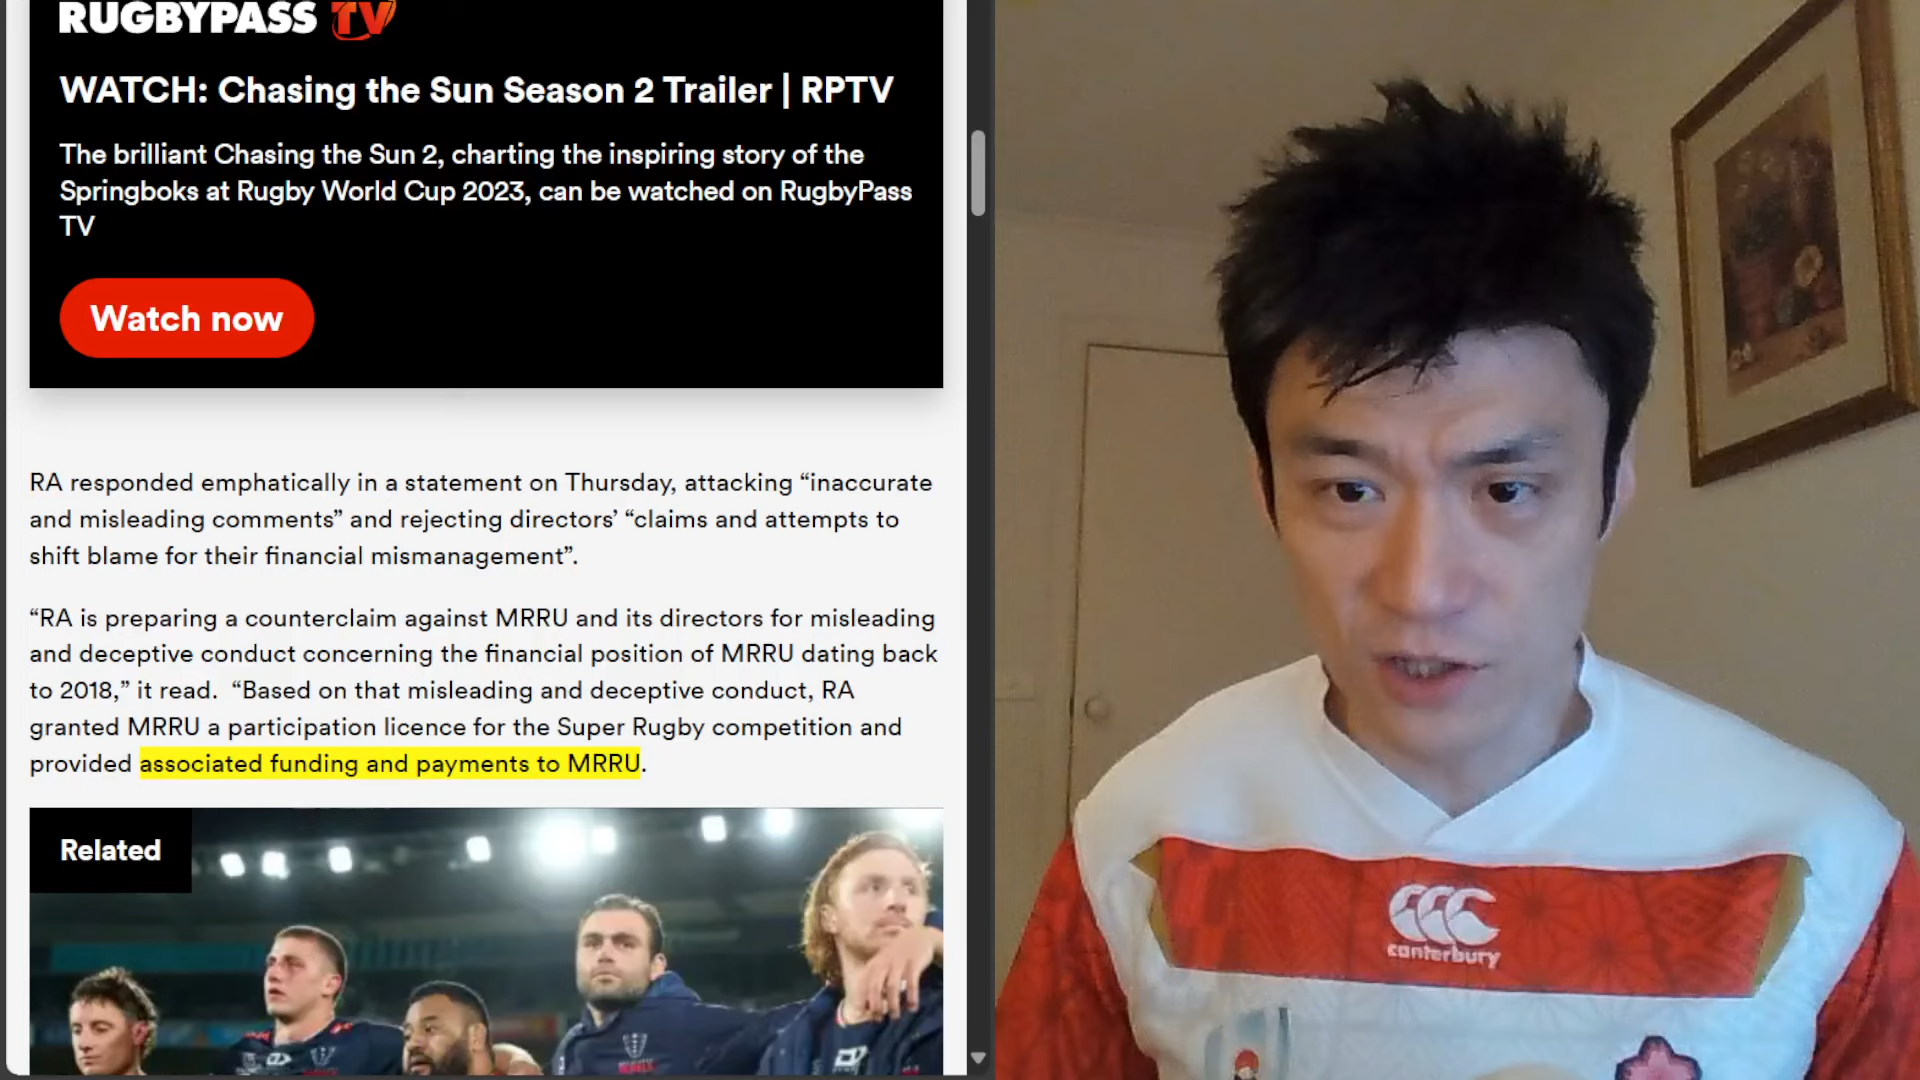 RUGBYPASS TV
WATCH: Chasing the Sun Season 2 Trailer | RPTV
The brilliant Chasing the Sun 2, charting the inspiring story of the
Springboks at Rugby World Cup 2023, can be watched on RugbyPass
TV
Watch now
RA responded emphatically in a statement on Thursday, attacking “inaccurate
and misleading comments” and rejecting directors’ “claims and attempts to
shift blame for their financial mismanagement”.
“RA is preparing a counterclaim against MRRU and its directors for misleading
and deceptive conduct concerning the financial position of MRRU dating back
to 2018,” it read.  “Based on that misleading and deceptive conduct, RA
granted MRRU a participation licence for the Super Rugby competition and
provided associated funding and payments to MRRU.
Related
canterbury